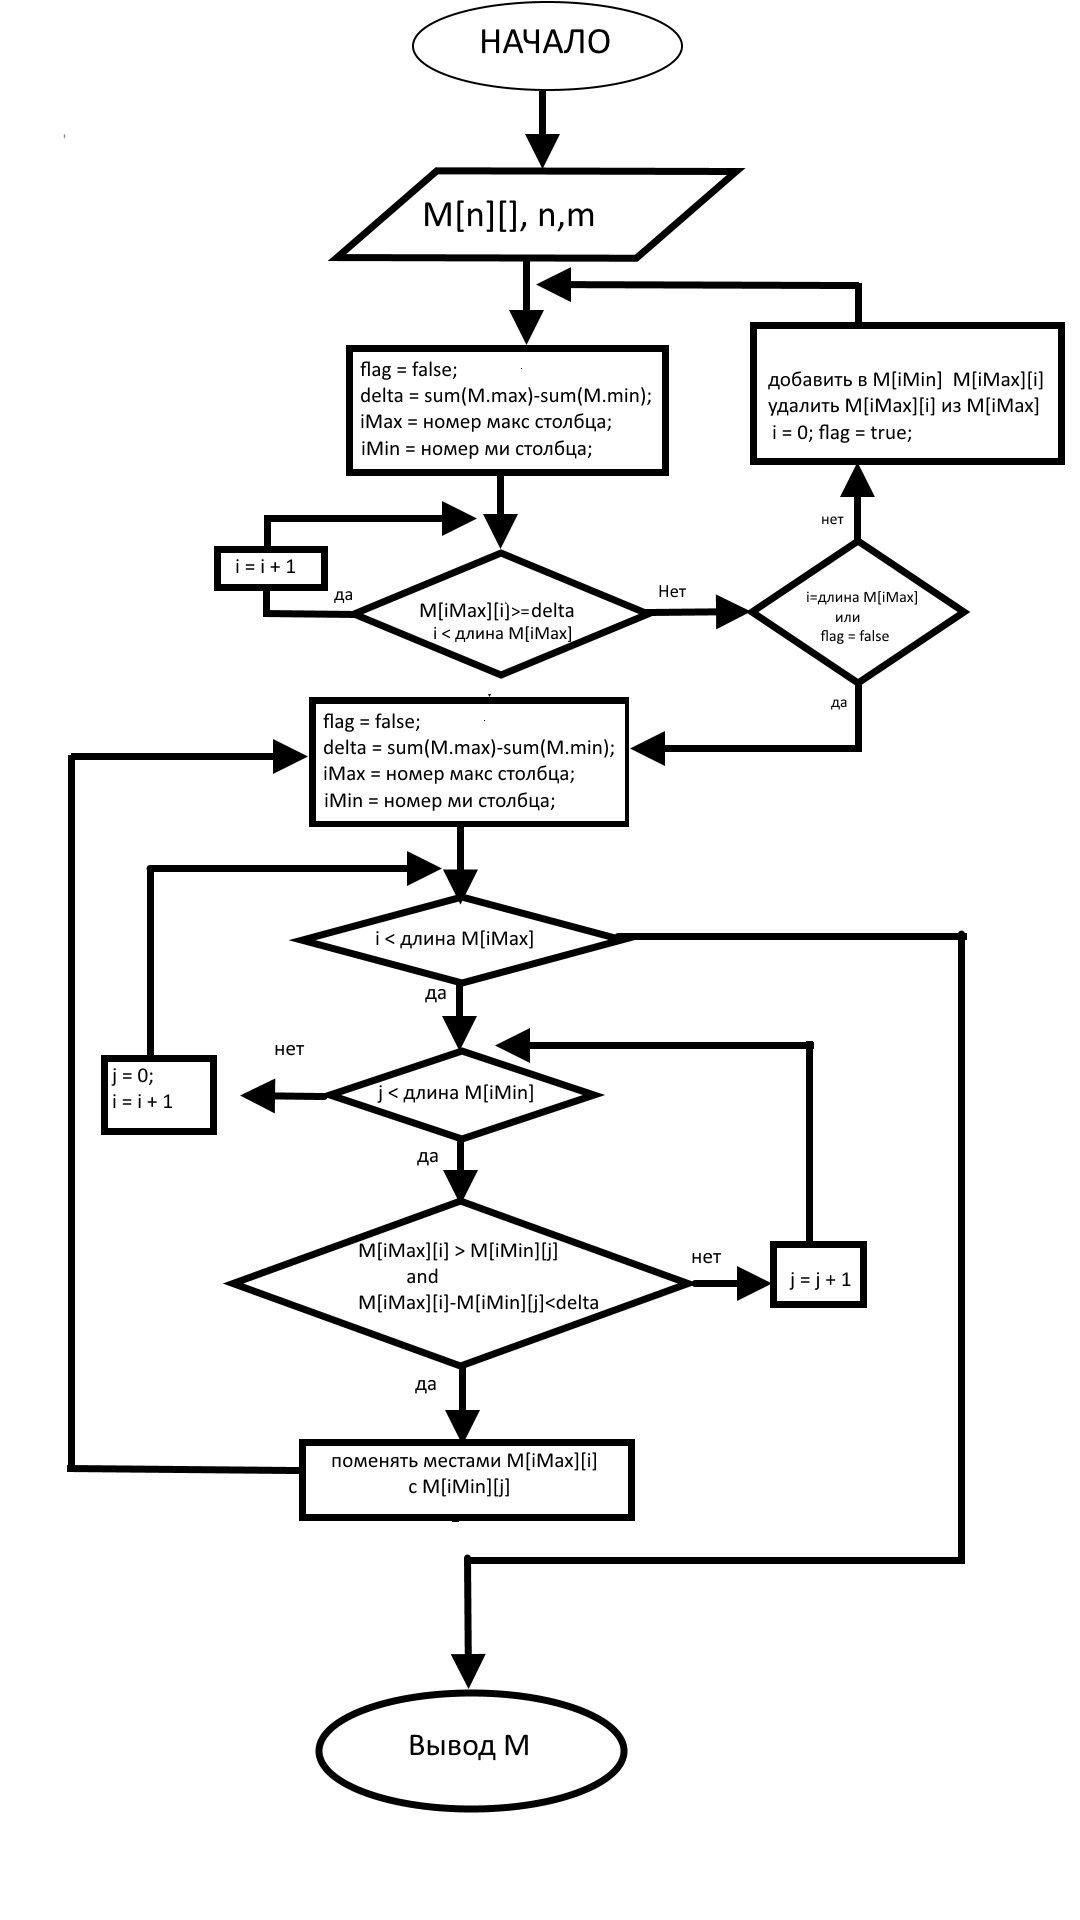 НАЧАЛО
M[n][], n,m
flag = false;
delta = sum(M.max)-sum(M.min);
iMax = номер макс столбца;
iMin = номер ми столбца;
добавить в M[iMin]  M[iMax][i]
удалить M[iMax][i] из M[iMax]
i = 0; flag = true;
нет
i = i + 1
да
M[iMax][i]>=delta
i < длина M[iMax]
Нет
i=длина M[iMax]
или
flag = false
да
flag = false;
delta = sum(M.max)-sum(M.min);
iMax = номер макс столбца;
iMin = номер ми столбца;
i < длина M[iMax]
да
нет
j = 0;
i = i + 1
j < длина M[iMin]
да
M[iMax][i] > M[iMin][j]
and
M[iMax][i]-M[iMin][j]<delta
нет
j = j + 1
да
поменять местами M[iMax][i]
с M[iMin][j]
Вывод M